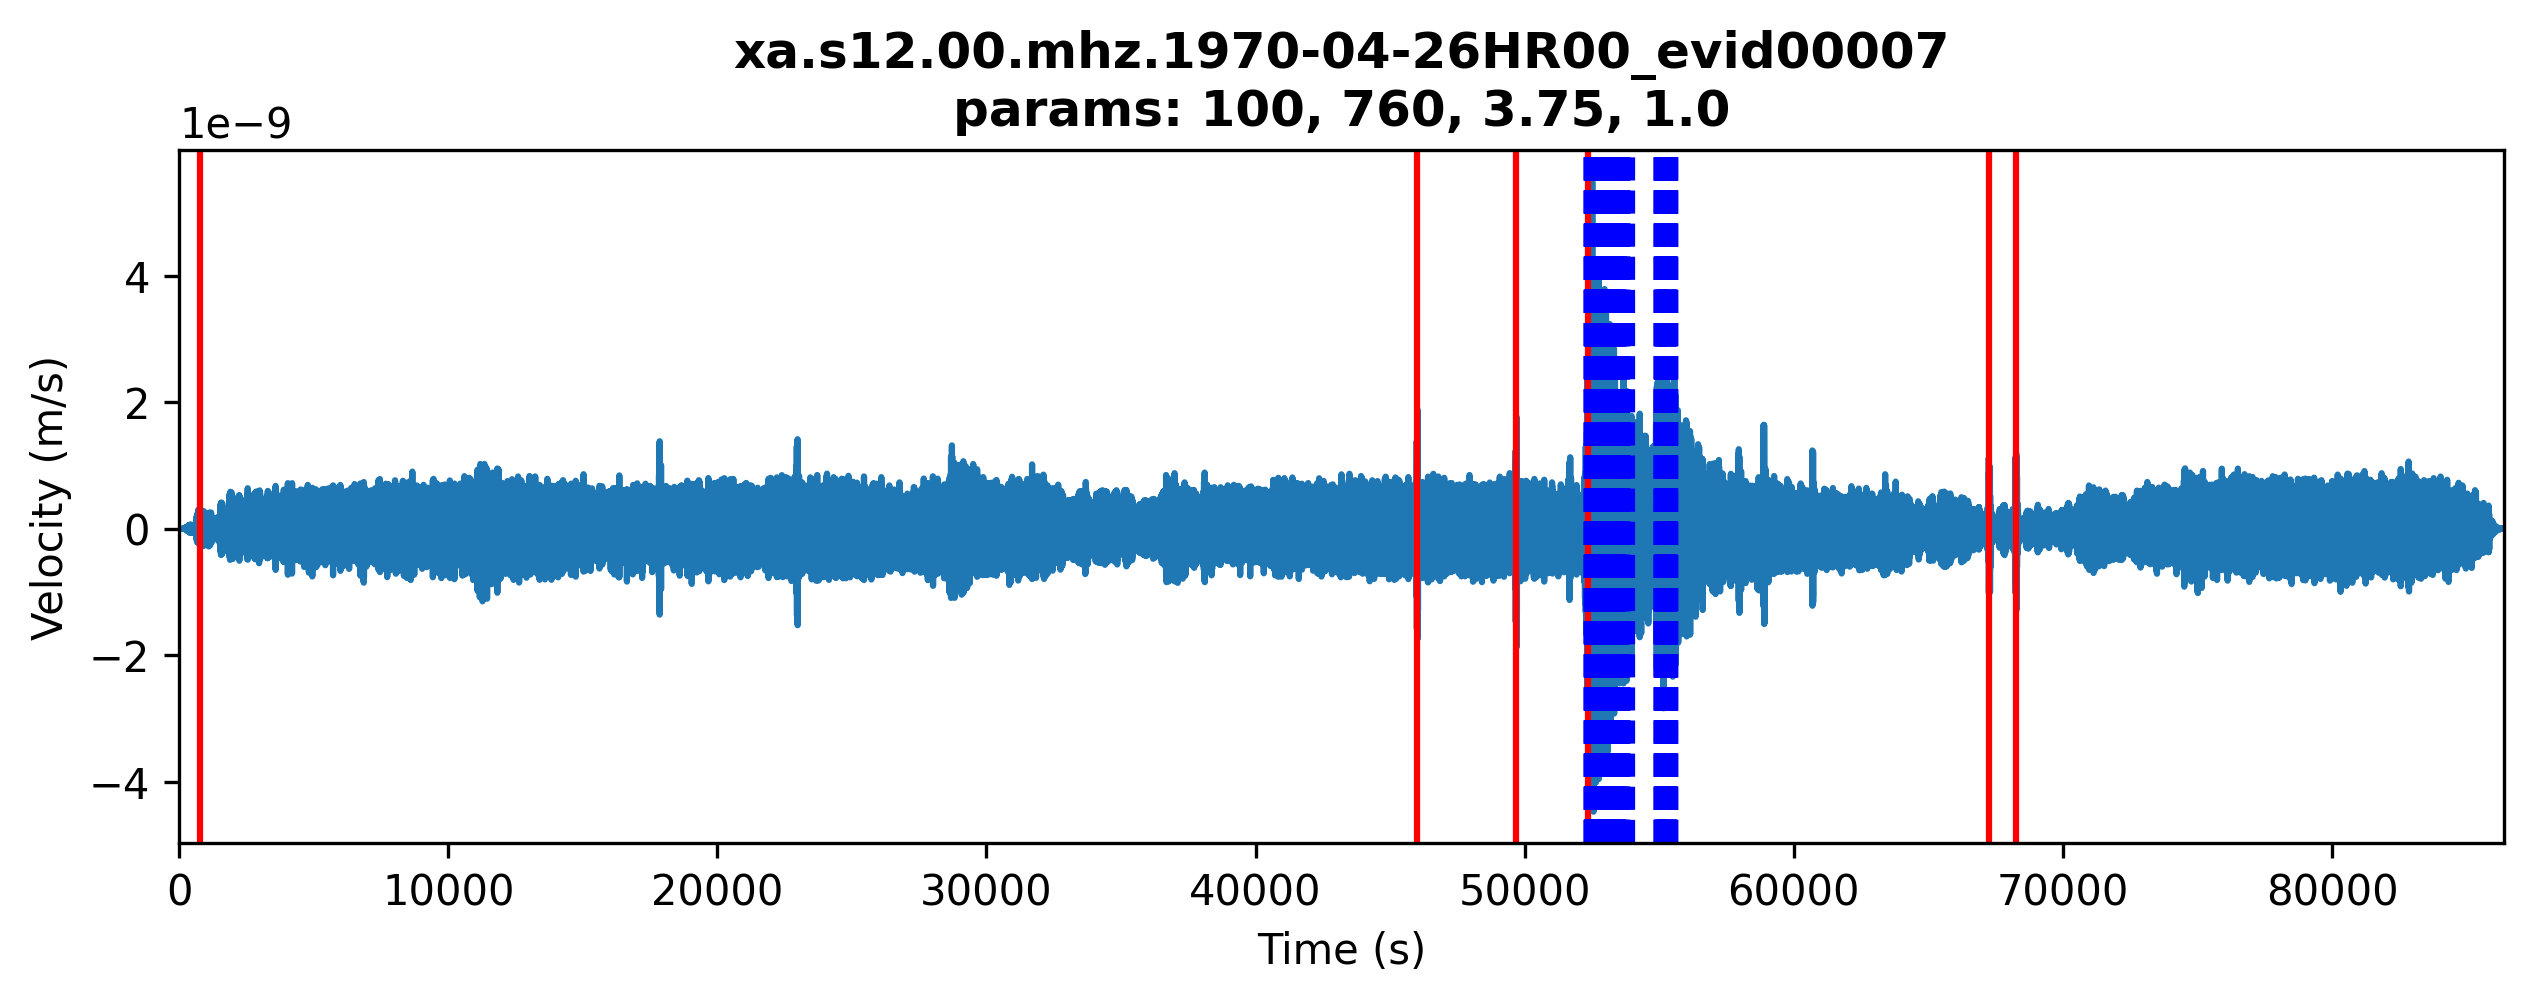 xa.s12.00.mhz.1970-04-26HR00_evid00007
params: 100, 760, 3.75, 1.0
1e−9
Velocity (m/s)
4
2
0
−2
−4
0 10000 20000 30000 40000 50000 60000 70000 80000
Time (s)